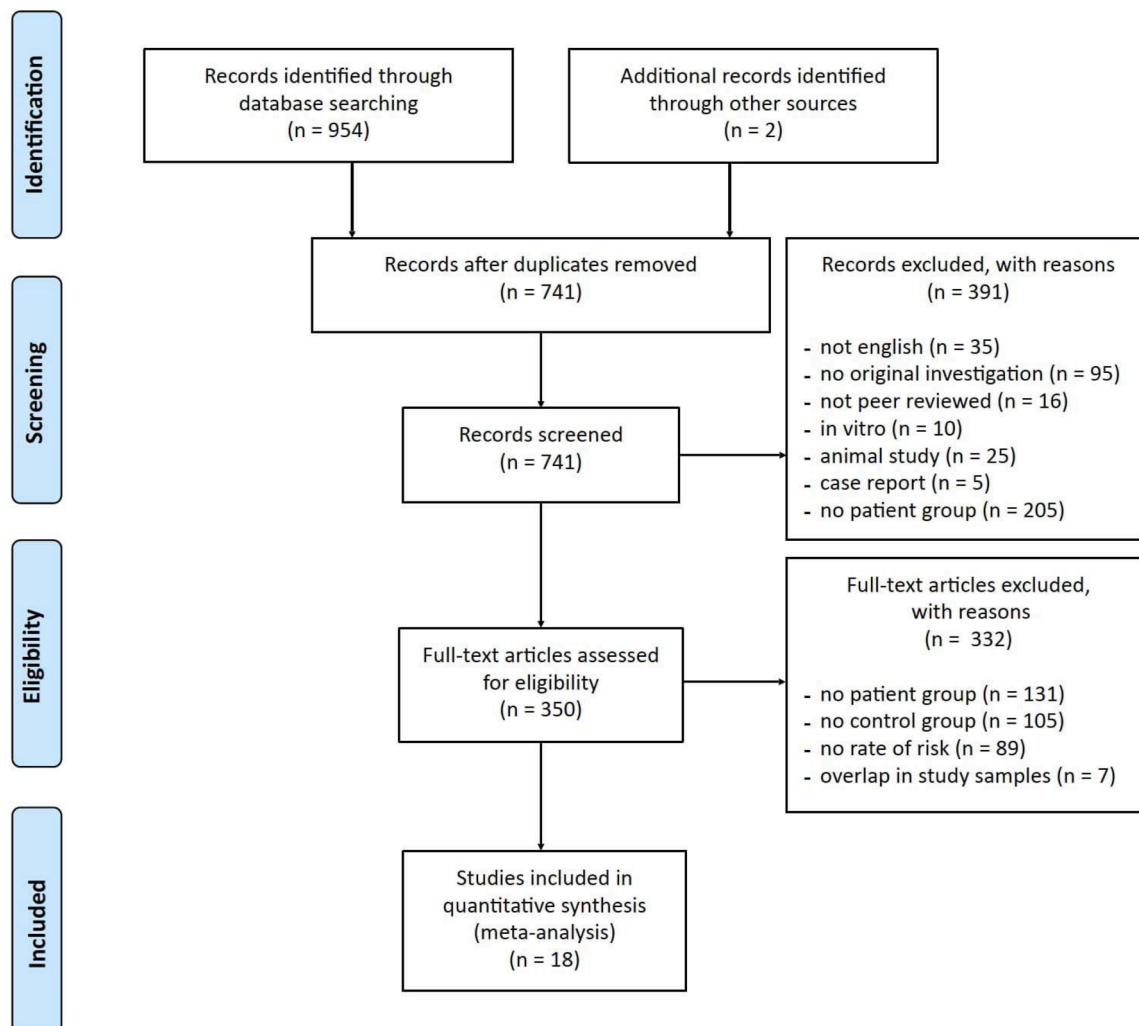 Identification
Records identified through
database searching
(n = 954)
Additional records identified
through other sources
(n = 2)
Screening
Records after duplicates removed
(n = 741)
Records screened
(n = 741)
Records excluded, with reasons
(n = 391)
- not english (n = 35)
- no original investigation (n = 95)
- not peer reviewed (n = 16)
- in vitro (n = 10)
- animal study (n = 25)
- case report (n = 5)
- no patient group (n = 205)
Eligibility
Full-text articles assessed
for eligibility
(n = 350)
Full-text articles excluded,
with reasons
(n = 332)
- no patient group (n = 131)
- no control group (n = 105)
- no rate of risk (n = 89)
- overlap in study samples (n = 7)
Included
Studies included in
quantitative synthesis
(meta-analysis)
(n = 18)